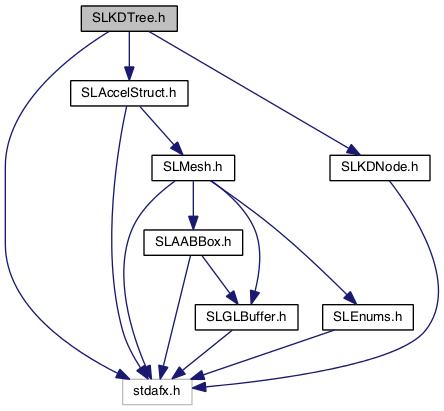 SLKDTree.h
SLAccelStruct.h
SLMesh.h
SLKDNode.h
SLAABBox.h
SLGLBuffer.h
SLEnums.h
stdafx.h